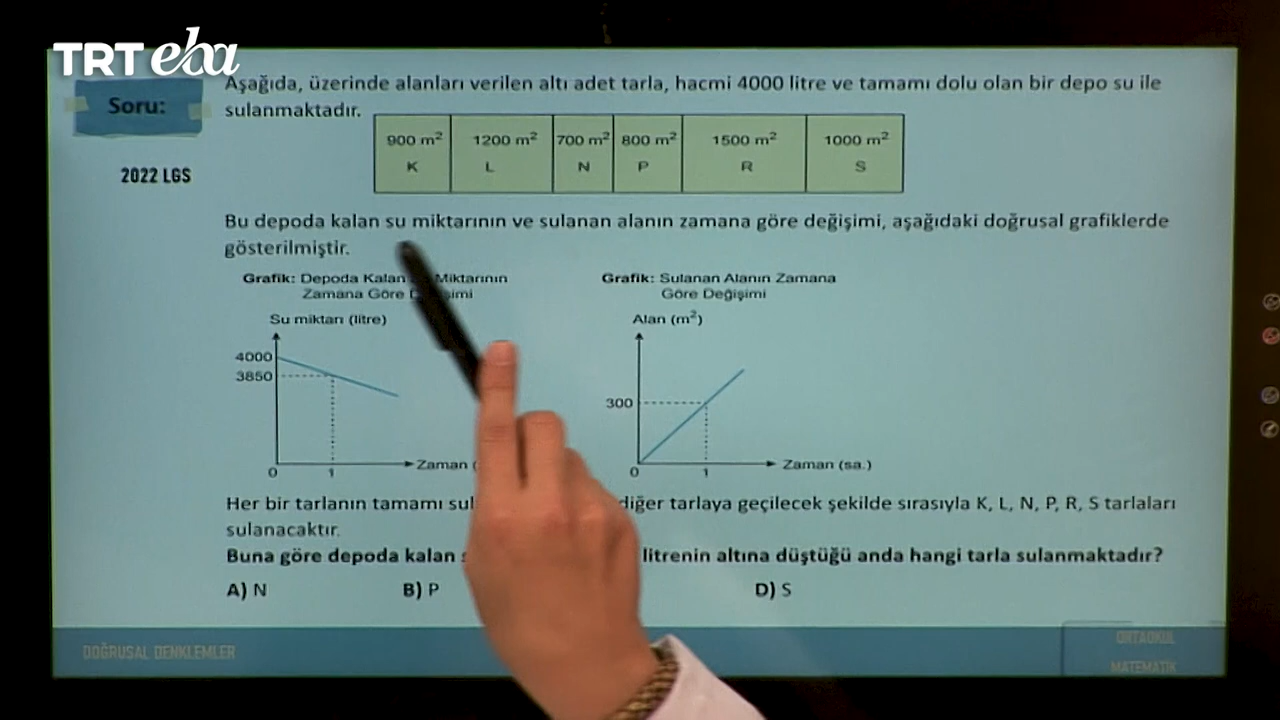 TRT eba
Soru:
2022 LGS
Aşağıda, üzerinde alanları verilen altı adet tarla, hacmi 4000 litre ve tamamı dolu olan bir depo su ile
sulanmaktadır.
900 m² 1200 m² 700 m² 800 m² 1500 m² 1000 m²
K L N P R S
Bu depoda kalan su miktarının ve sulanan alanın zamana göre değişimi, aşağıdaki doğrusal grafiklerde
gösterilmiştir.
Grafik: Depoda Kalan Miktarının
Zamana Göre
Su miktarı (litre)
4000
3850
0 1 Zaman
Grafik: Sulanan Alanın Zamana
Göre Değişimi
Alan (m²)
300
0 1 Zaman (sa.)
Her bir tarlanın tamamı diğer tarlaya geçilecek şekilde sırasıyla K, L, N, P, R, S tarlaları
sulanacaktır.
Buna göre depoda kalan litrenin altına düştüğü anda hangi tarla sulanmaktadır?
A) N B) P D) S
DOĞRUSAL DENKLEMLER
ORTAOKUL
MATEMATİK